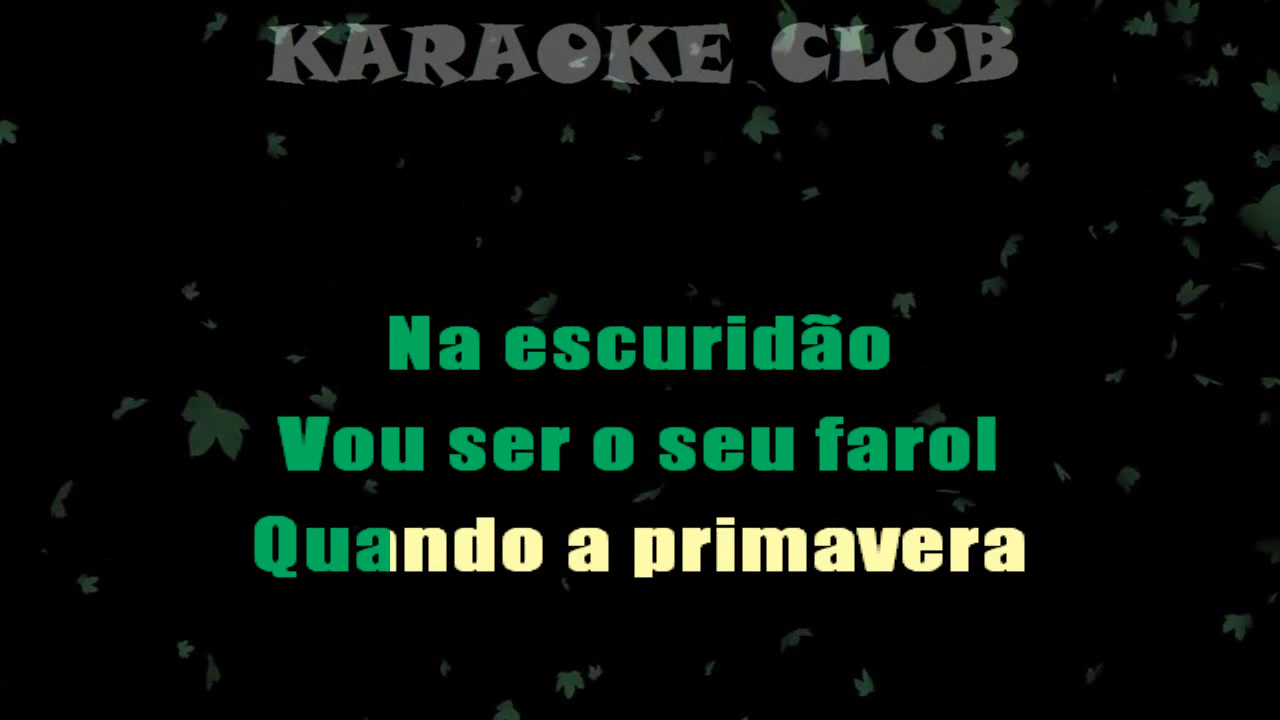 KARAOKE CLUB
Na escuridão
Vou ser o seu farol
Quando a primavera